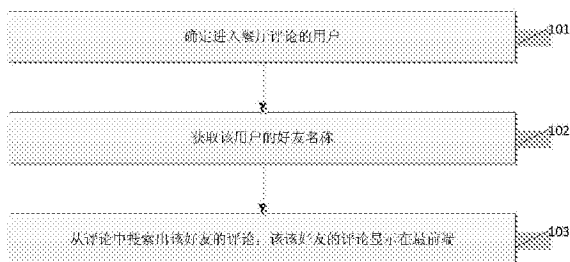 确定进入餐厅评论的用户
101
获取该用户的好友名称
102
从评论中搜索出该好友的评论，该该好友的评论显示在最前端
103